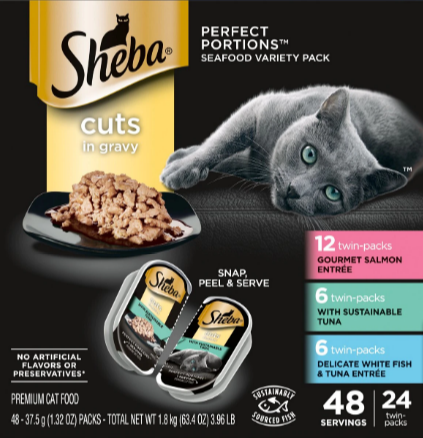 Sheba®
PERFECT
PORTIONS™
SEAFOOD VARIETY PACK
cuts
in gravy
TM
12 twin-packs
GOURMET SALMON
ENTRÉE
SNAP,
PEEL & SERVE
6 twin-packs
WITH SUSTAINABLE
TUNA
Sheba
Sheba
6 twin-packs
DELICATE WHITE FISH
& TUNA ENTRÉE
NO ARTIFICIAL
FLAVORS OR
PRESERVATIVES*
PREMIUM CAT FOOD
48 - 37.5 g (1.32 OZ) PACKS - TOTAL NET WT 1.8 kg (63.4 OZ) 3.96 LB
SUSTAINABLE
SOURCED FISH
48
SERVINGS
24
twin-
packs